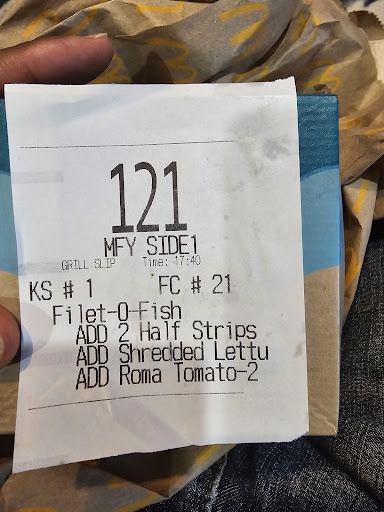 121
MFY SIDE1
GRILL SLIP Time: 17:40
KS # 1 FC # 21
Filet-O-Fish
ADD 2 Half Strips
ADD Shredded Lettu
ADD Roma Tomato-2